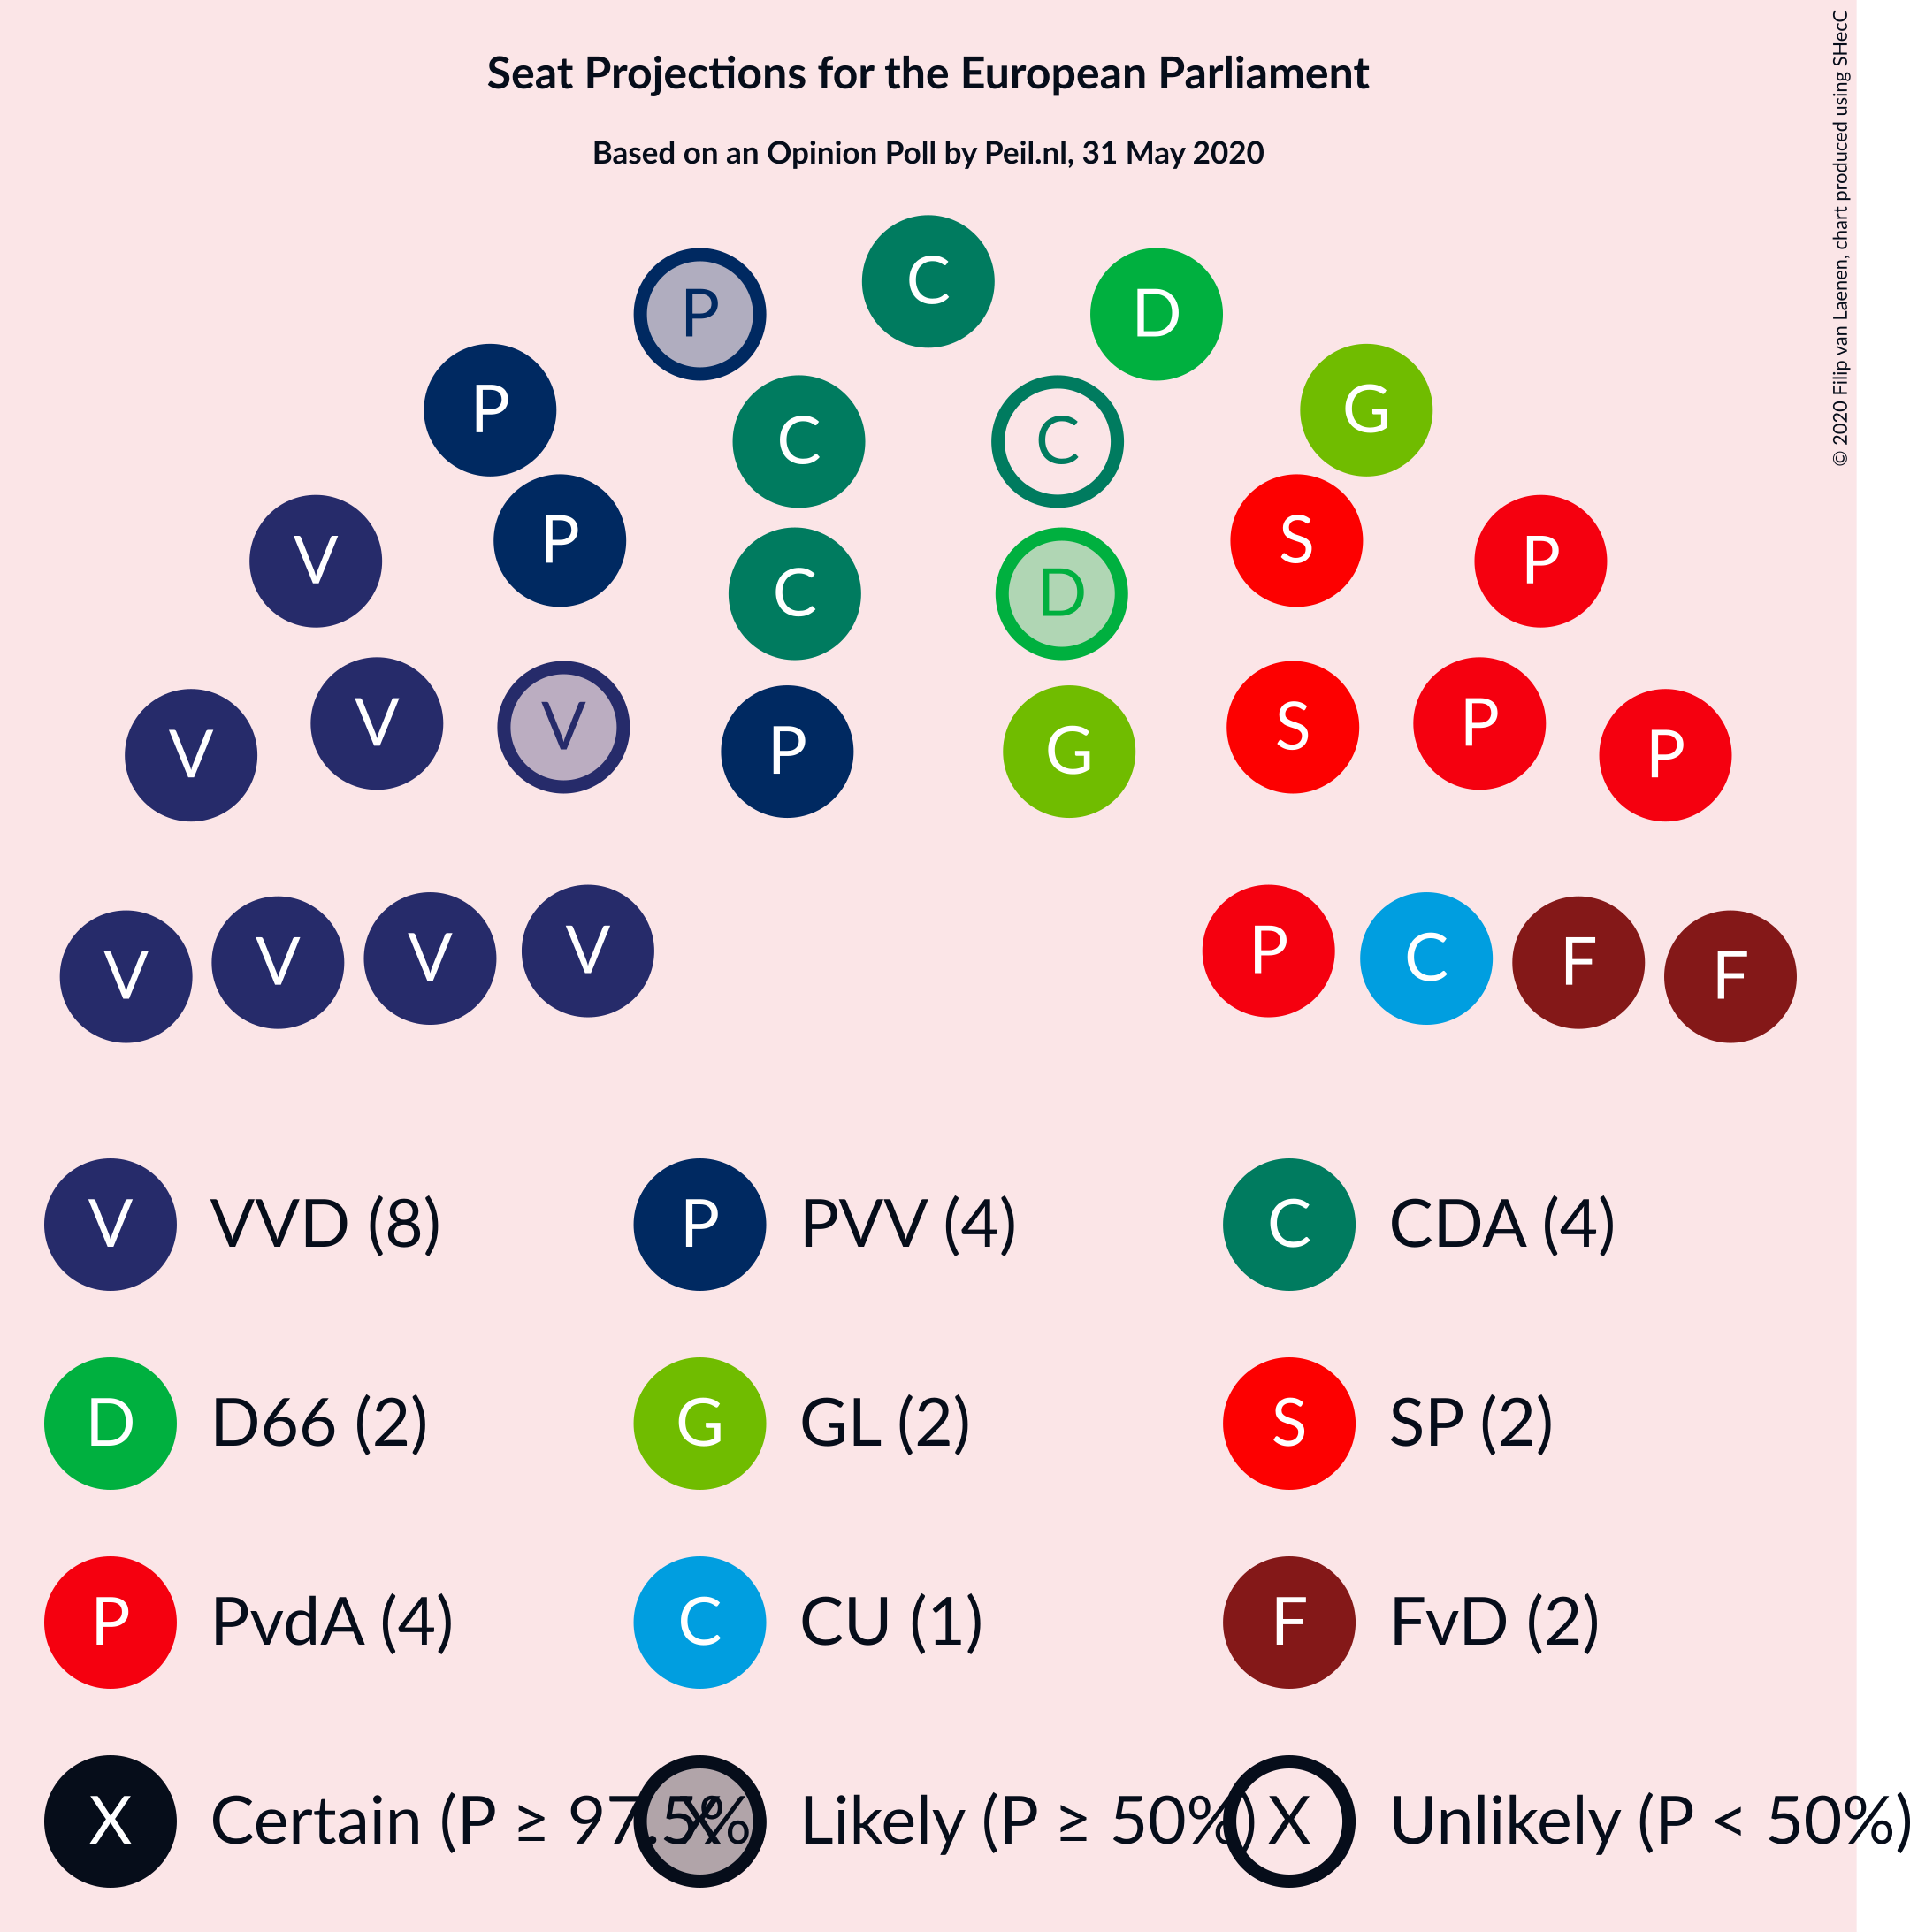 Seat Projections for the European Parliament
Based on an Opinion Poll by Peil.nl, 31 May 2020
© 2020 Filip van Laenen, chart produced using SHecC
C
P D
P G
C C
P S
V P
C D
V P
V S
P G
V P
V V
V P
V C
V F
F
V VVD (8) P PVV (4) C CDA (4)
D D66 (2) G GL (2) S SP (2)
P PvdA (4) C CU (1) F FvD (2)
X Certain (P ≥ 97.5% X Likely (P ≥ 50%) X Unlikely (P < 50%)